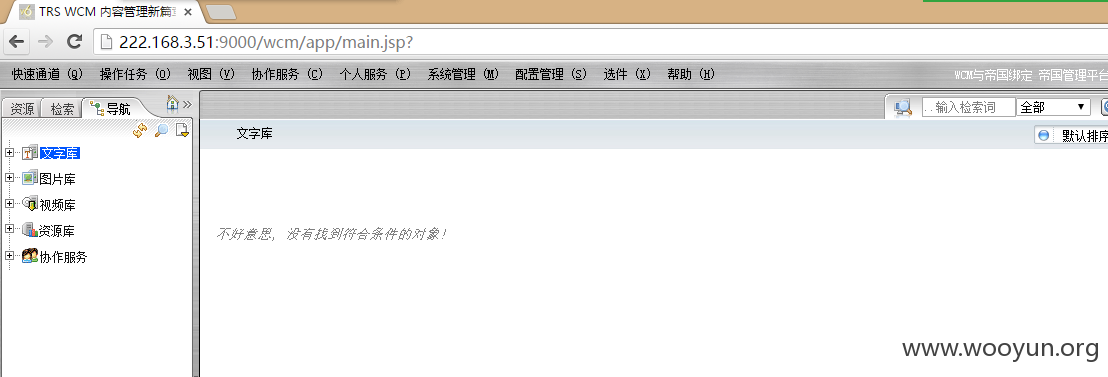 TRS WCM 内容管理新篇章
222.168.3.51:9000/wcm/app/main.jsp?
快速通道 (Q) 操作任务 (O) 视图 (V) 协作服务 (C) 个人服务 (P) 系统管理 (M) 配置管理 (S) 选件 (X) 帮助 (H) WCM与帝国绑定 帝国管理平台
资源 检索 导航
..输入检索词 全部
文字库 默认排序
文字库
图片库
视频库
资源库
协作服务
不好意思, 没有找到符合条件的对象!
www.wooyun.org